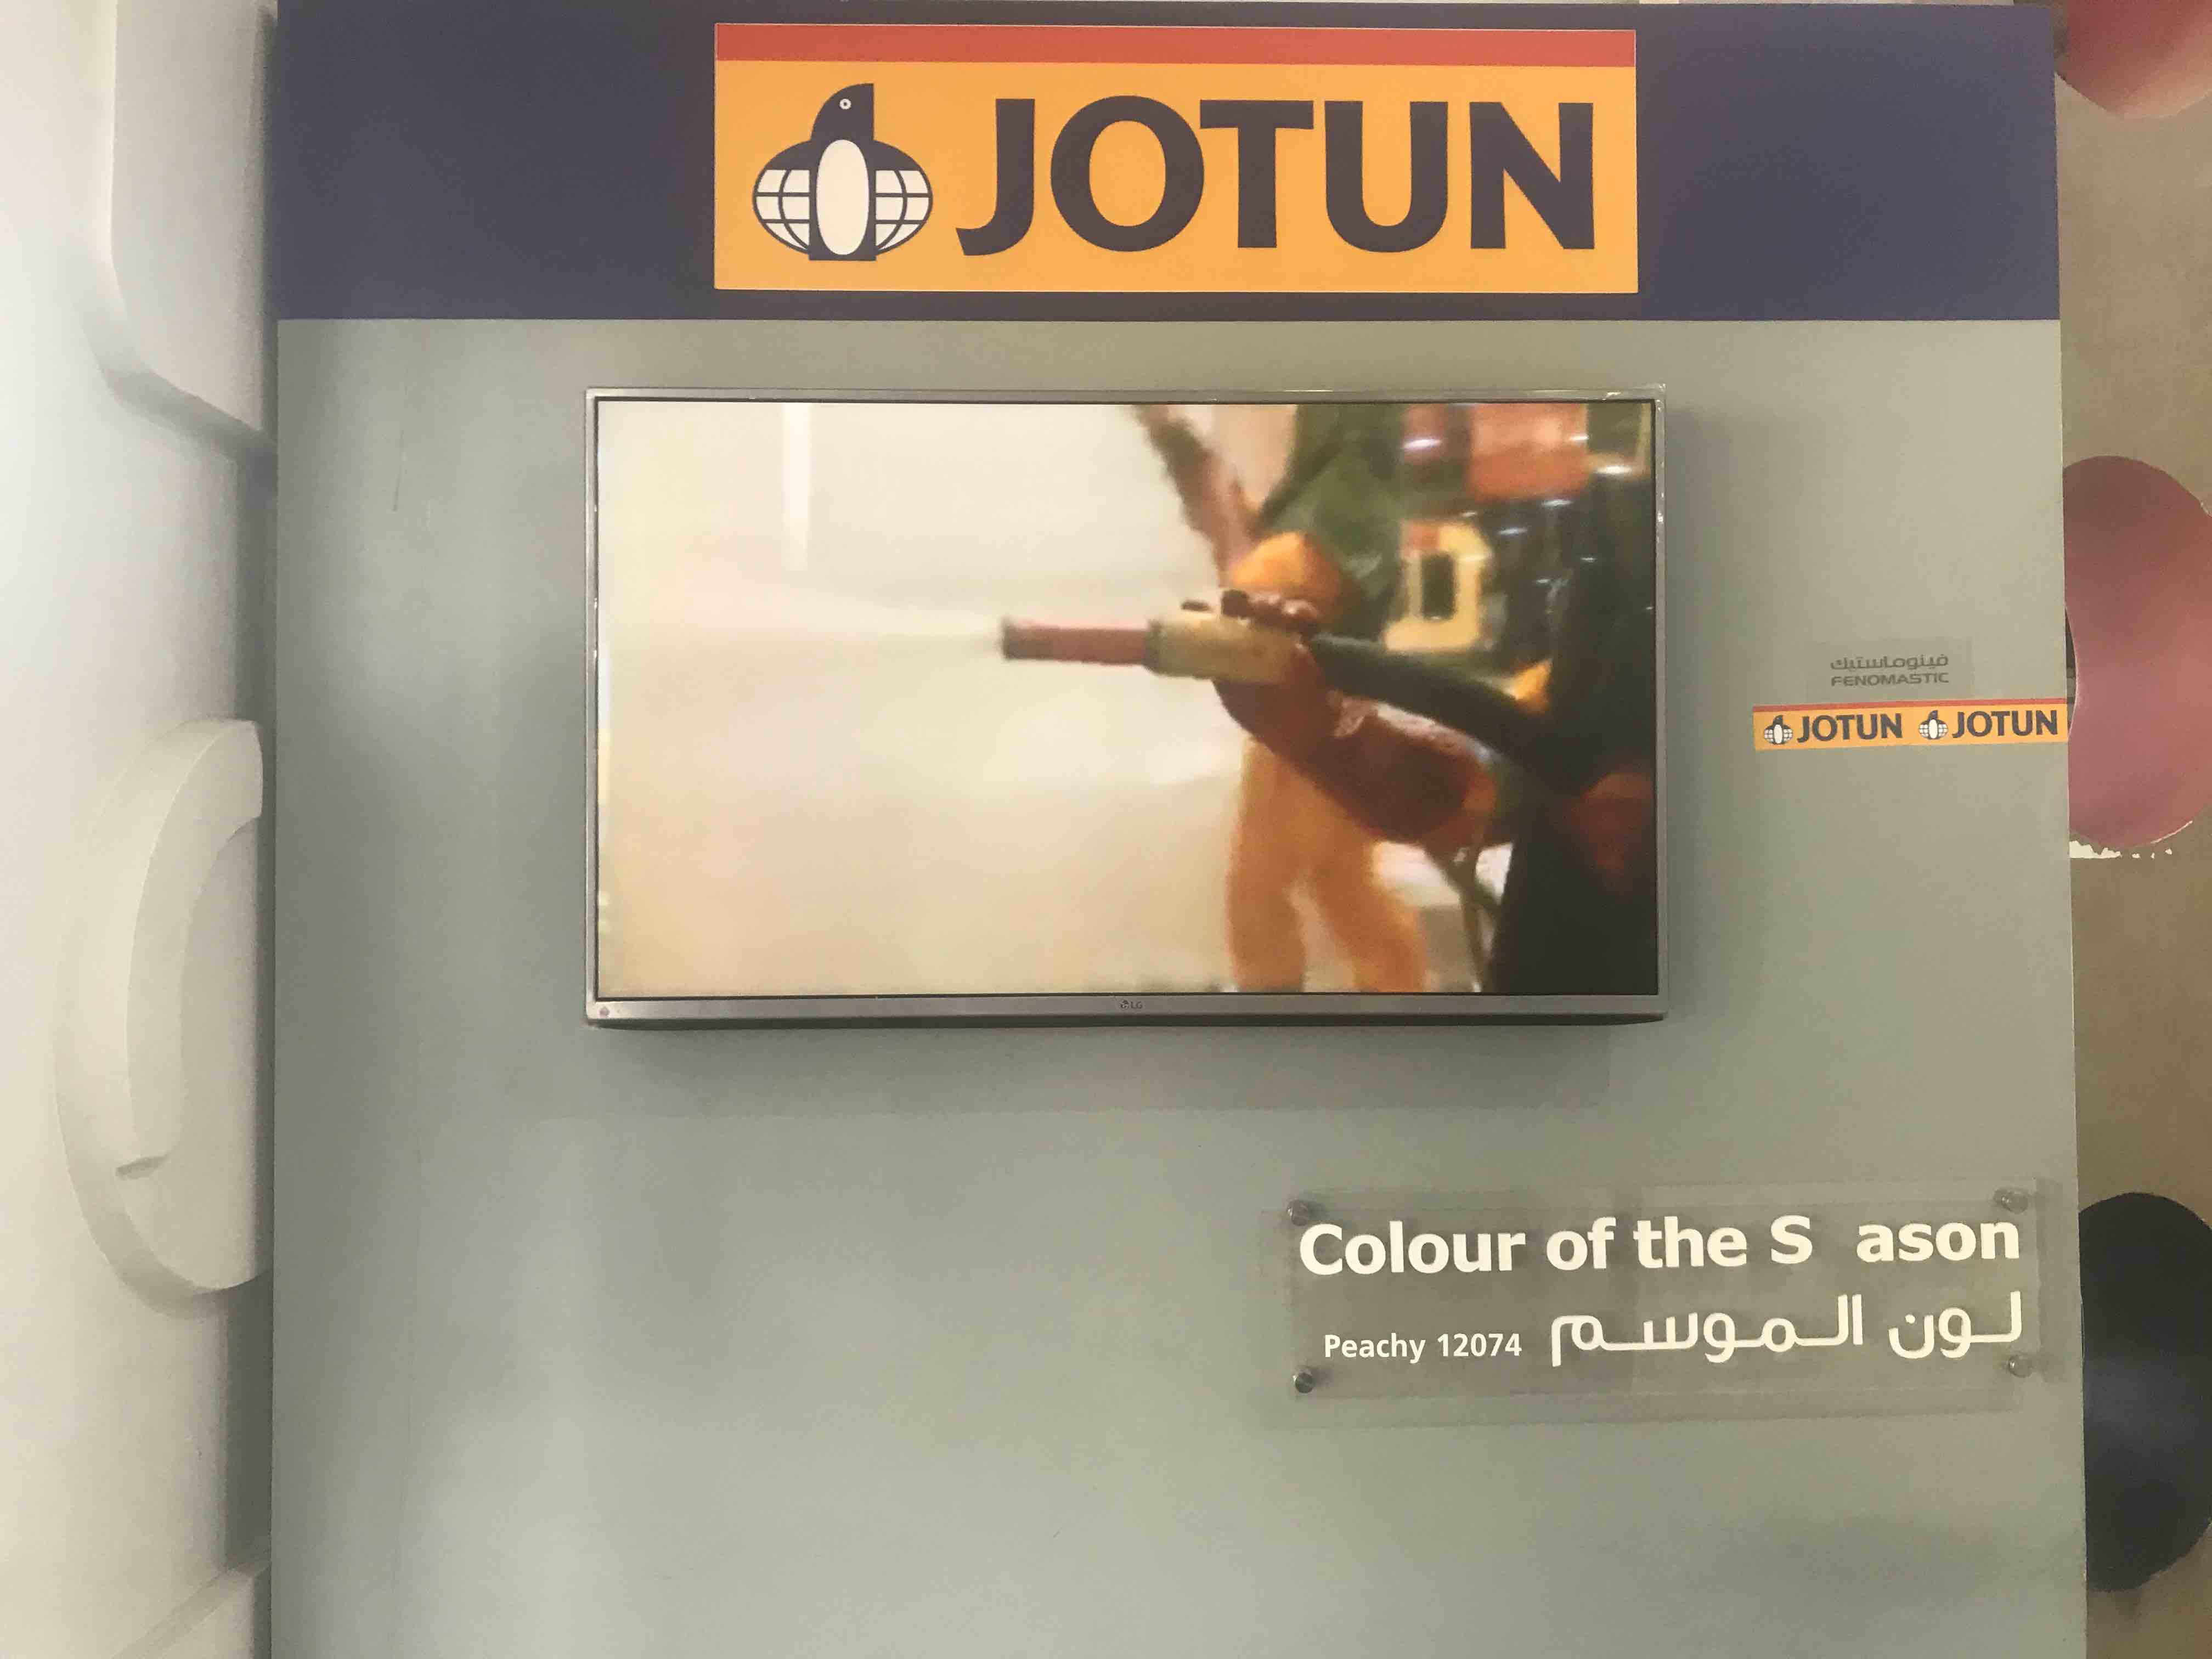 JOTUN
فينوماستيك
FENOMASTIC
JOTUN JOTUN
LG
Colour of the S ason
لون الموسم
Peachy 12074